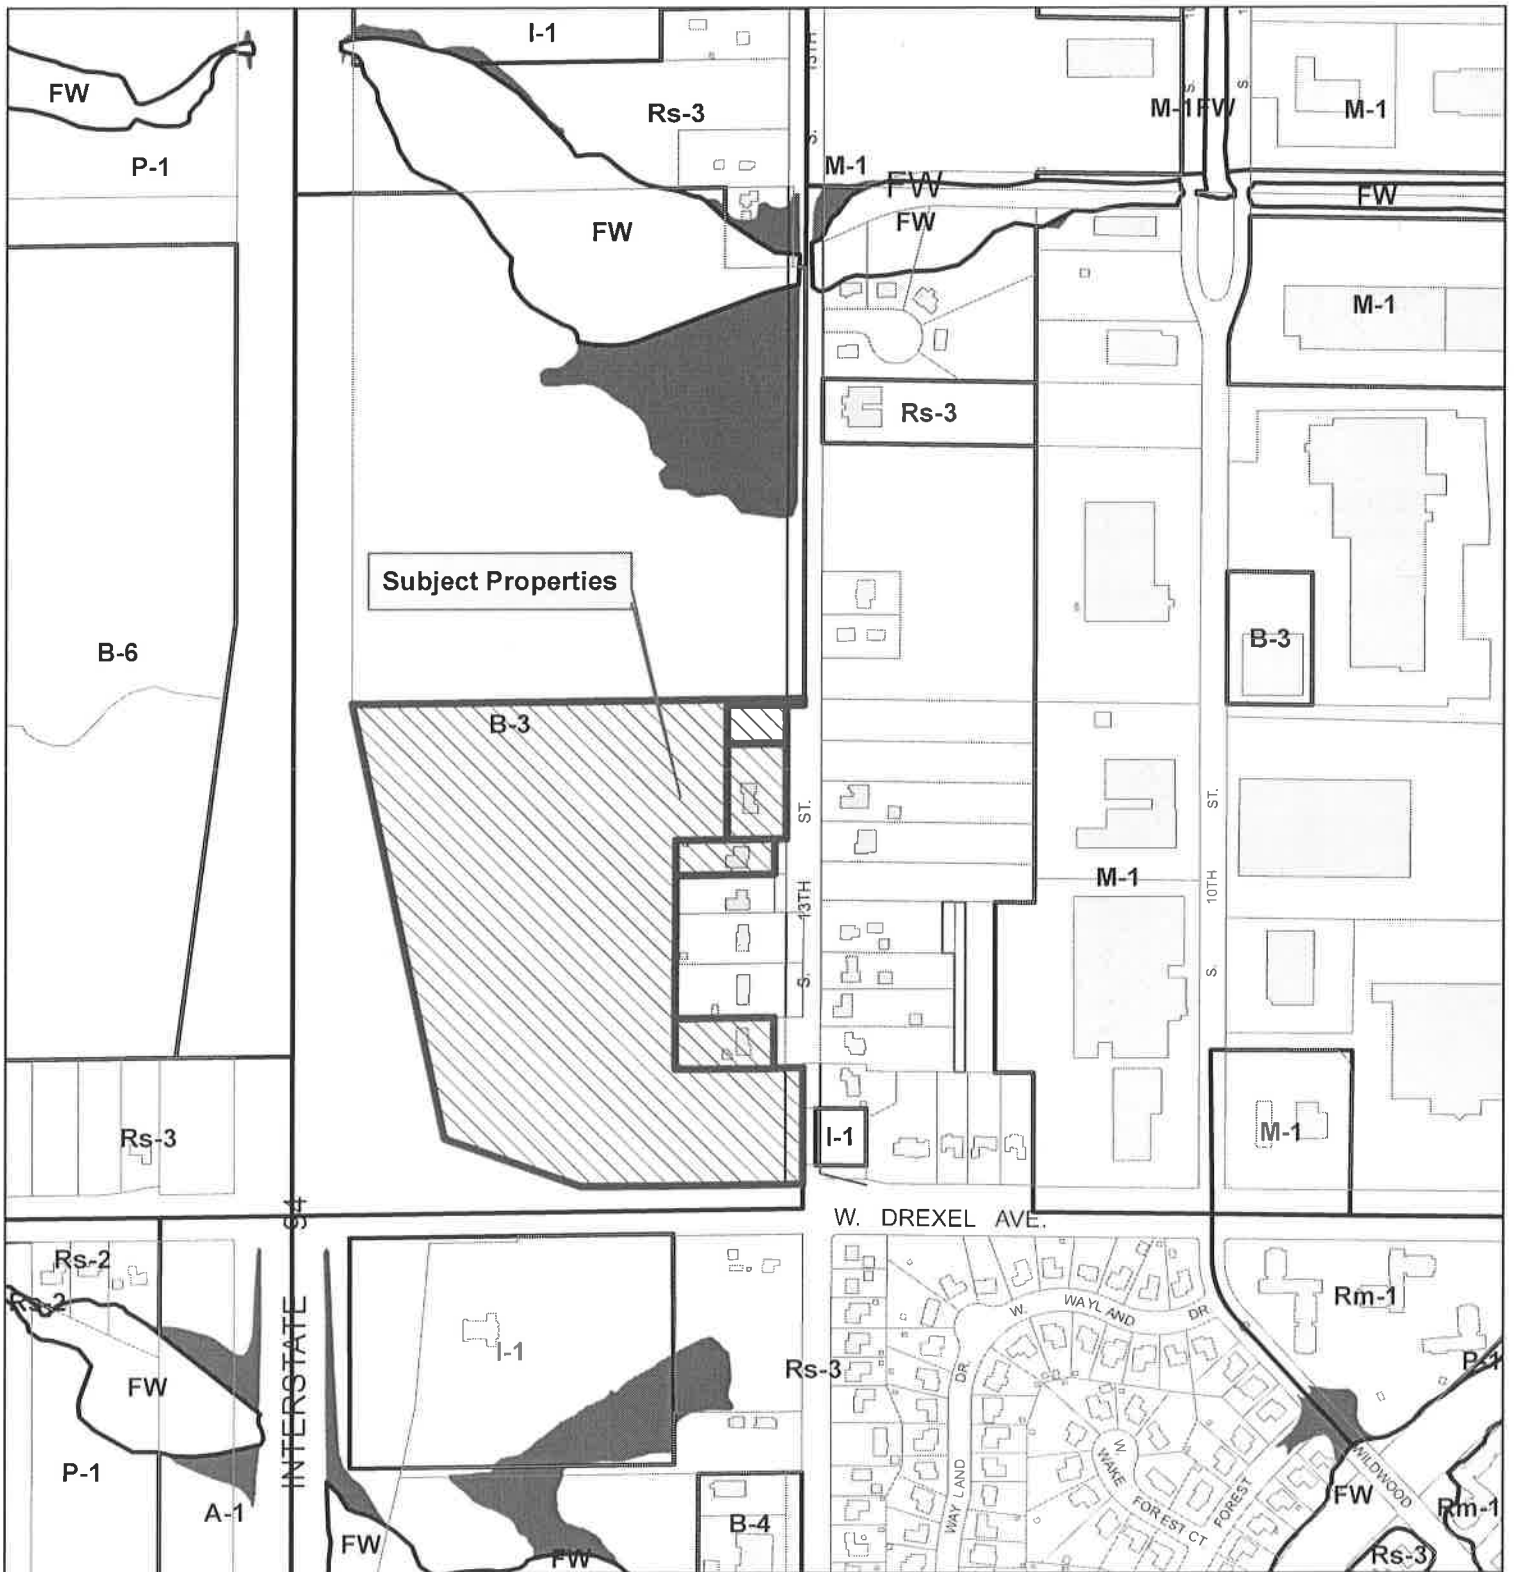 I-1
FW
Rs-3
M-1
FW
M-1
P-1
M-1
FW
FW
FW
FW
S.
13TH
S.
S.
M-1
Rs-3
Subject Properties
B-6
B-3
B-3
ST.
13TH
S.
M-1
ST.
10TH
S.
Rs-3
I-1
M-1
94
INTERSTATE
W. DREXEL AVE.
Rs-2
Rs-2
FW
P-1
A-1
I-1
Rs-3
FW
FW
B-4
W. WAYLAND DR
WAYLAND DR.
W. WAKE FOREST CT
FOREST
WILDWOOD
Rm-1
P-1
FW
Rm-1
Rs-3